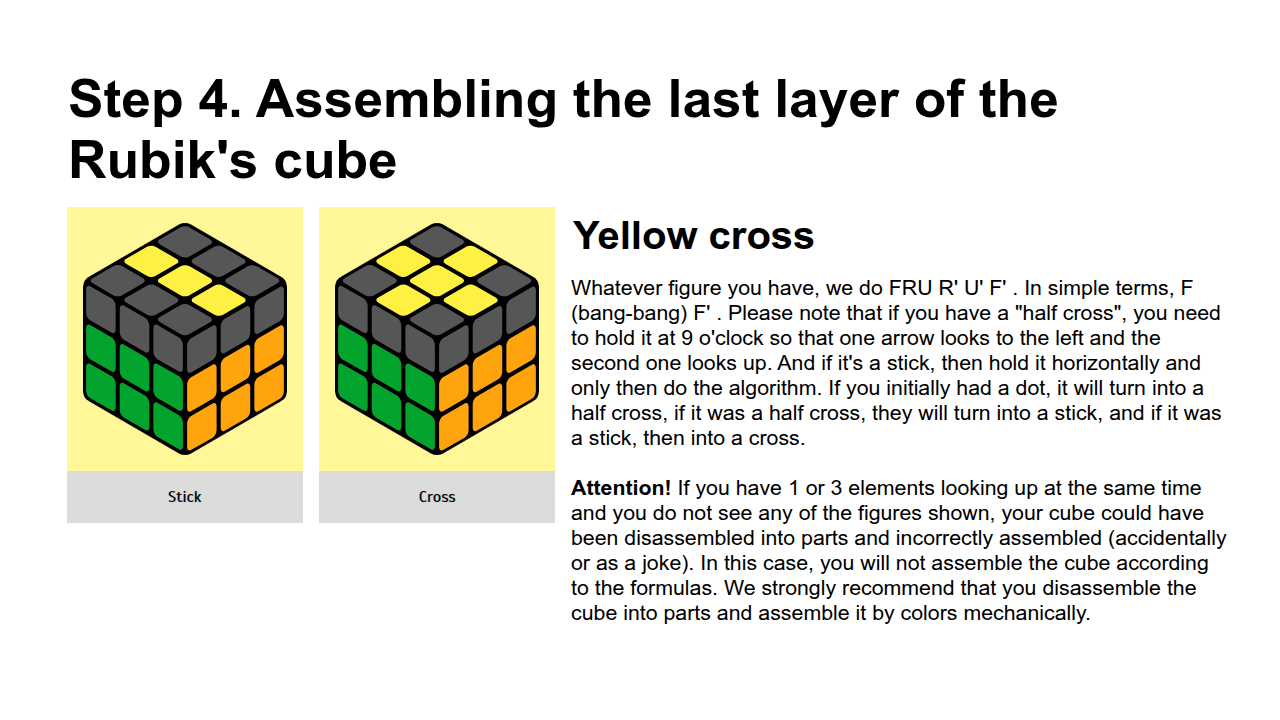 Step 4. Assembling the last layer of the
Rubik's cube
Yellow cross
Whatever figure you have, we do FRU R' U' F' . In simple terms, F
(bang-bang) F' . Please note that if you have a "half cross", you need
to hold it at 9 o'clock so that one arrow looks to the left and the
second one looks up. And if it's a stick, then hold it horizontally and
only then do the algorithm. If you initially had a dot, it will turn into a
half cross, if it was a half cross, they will turn into a stick, and if it was
a stick, then into a cross.
Attention! If you have 1 or 3 elements looking up at the same time
and you do not see any of the figures shown, your cube could have
been disassembled into parts and incorrectly assembled (accidentally
or as a joke). In this case, you will not assemble the cube according
to the formulas. We strongly recommend that you disassemble the
cube into parts and assemble it by colors mechanically.
Stick
Cross